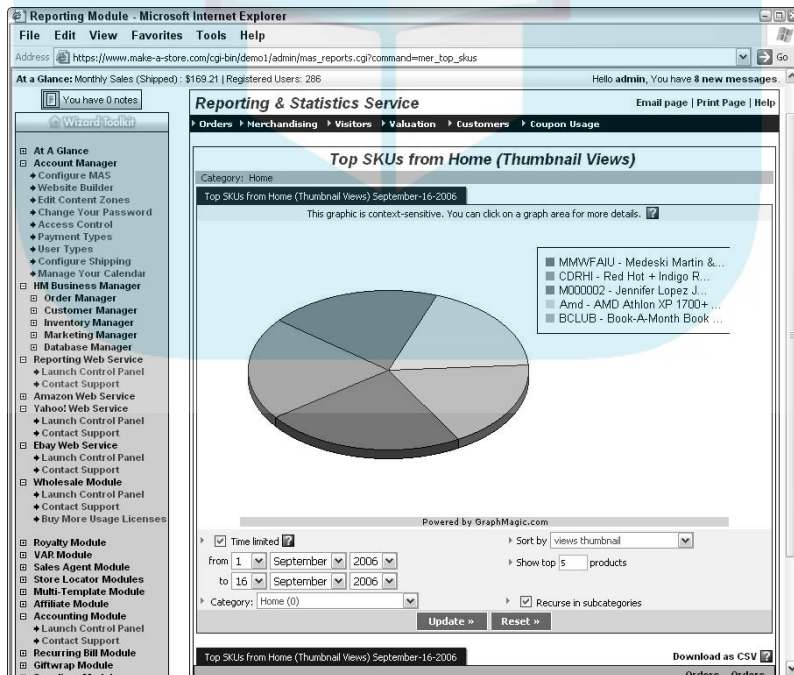 Reporting Module - Microsoft Internet Explorer
File Edit View Favorites Tools Help
Address https://www.make-a-store.com/cgi-bin/demo1/admin/mas_reports.cgi?command=mer_top_skus Go
At a Glance: Monthly Sales (Shipped) : $169.21 | Registered Users: 286 Hello admin, You have 8 new messages.
You have 0 notes
Wizard Toolkit
At A Glance
Account Manager
Configure MAS
Website Builder
Edit Content Zones
Change Your Password
Access Control
Payment Types
User Types
Configure Shipping
Manage Your Calendar
HM Business Manager
Order Manager
Customer Manager
Inventory Manager
Marketing Manager
Database Manager
Reporting Web Service
Launch Control Panel
Contact Support
Amazon Web Service
Yahoo! Web Service
Launch Control Panel
Contact Support
Ebay Web Service
Launch Control Panel
Contact Support
Wholesale Module
Launch Control Panel
Contact Support
Buy More Usage Licenses
Royalty Module
VAR Module
Sales Agent Module
Store Locator Modules
Multi-Template Module
Affiliate Module
Accounting Module
Launch Control Panel
Contact Support
Recurring Bill Module
Giftwrap Module
Reporting & Statistics Service Email page | Print Page | Help
Orders Merchandising Visitors Valuation Customers Coupon Usage
Top SKUs from Home (Thumbnail Views)
Category: Home
Top SKUs from Home (Thumbnail Views) September-16-2006
This graphic is context-sensitive. You can click on a graph area for more details. ?
MMWFAIU - Medeski Martin &...
CDRHI - Red Hot + Indigo R...
M000002 - Jennifer Lopez J...
Amd - AMD Athlon XP 1700+ ...
BCLUB - Book-A-Month Book ...
Powered by GraphMagic.com
Time limited ? Sort by views thumbnail
from 1 September 2006 Show top 5 products
to 16 September 2006
Category: Home (0) Recurse in subcategories
Update » Reset »
Top SKUs from Home (Thumbnail Views) September-16-2006 Download as CSV ?
Orders Orders